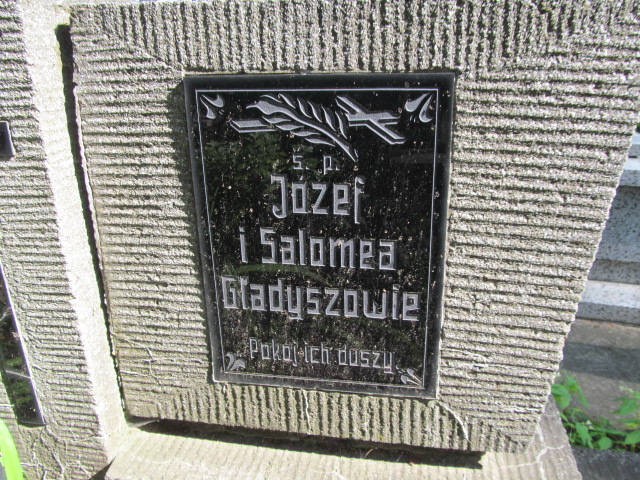 Ś. p.
Józef
i Salomea
Gładyszowie
Pokój ich duszy